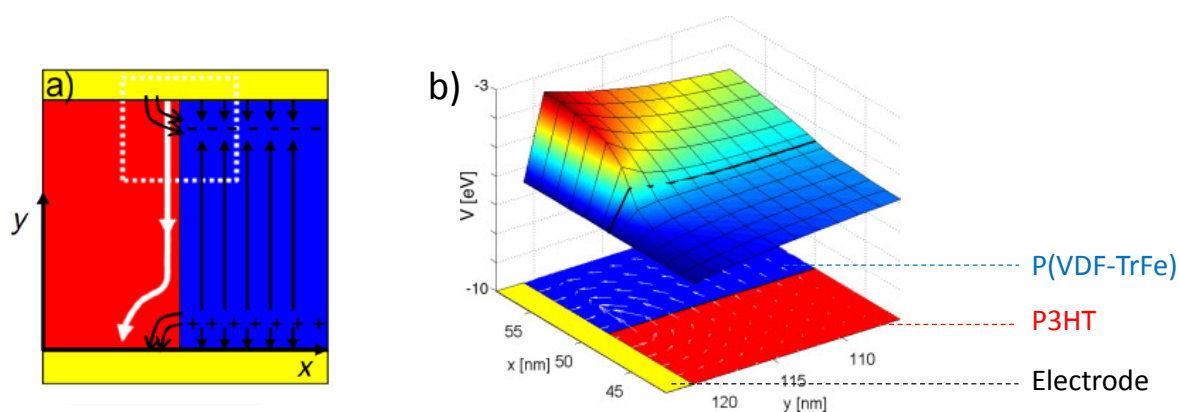 a)
y
x
- - - - - - - -
+ + + + + + +
b)
-3
V [eV]
-10
55
x [nm] 50
45
120
115
y [nm]
110
P(VDF-TrFe)
P3HT
Electrode